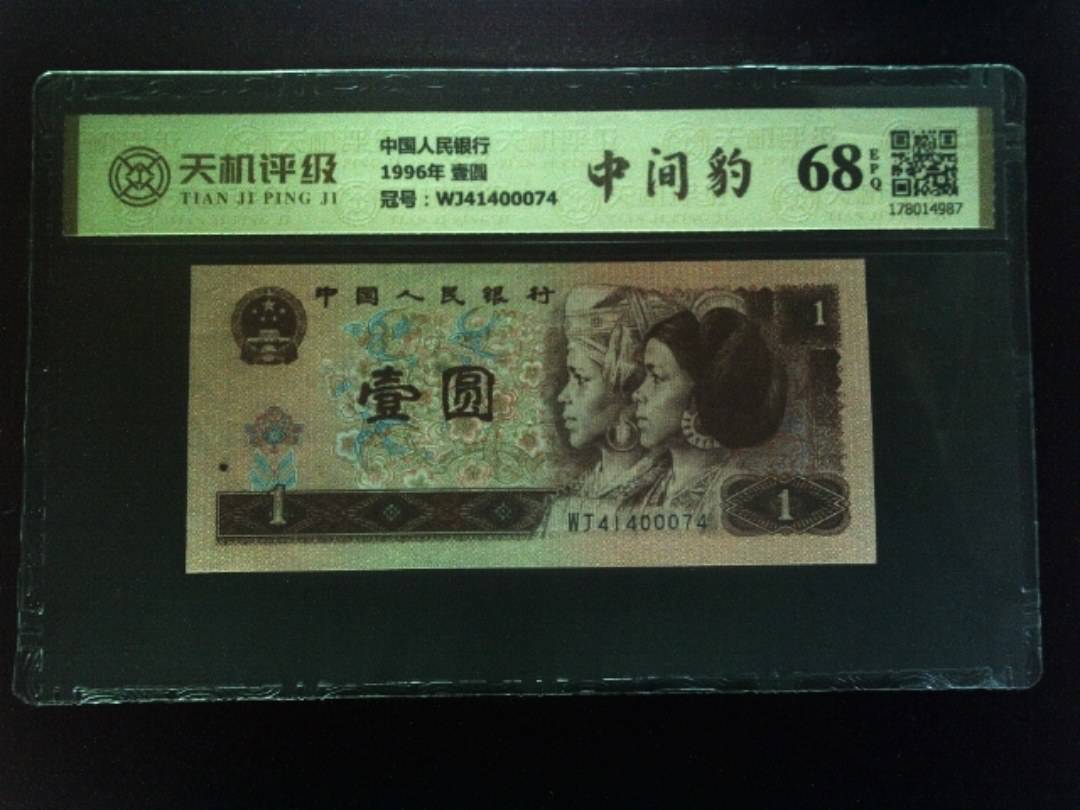 天机评级
TIAN JI PING JI
中国人民银行
1996年 壹圆
冠号：WJ41400074
中间豹
68
EPQ
178014987
中国人民银行
壹圆
1
1
WJ41400074
1